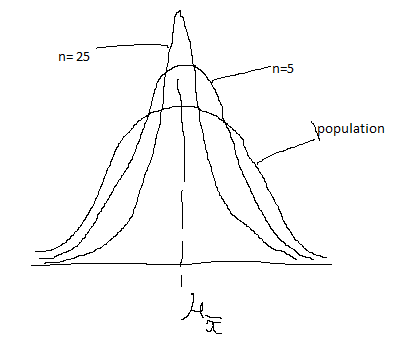 n= 25
n=5
population
μx̄